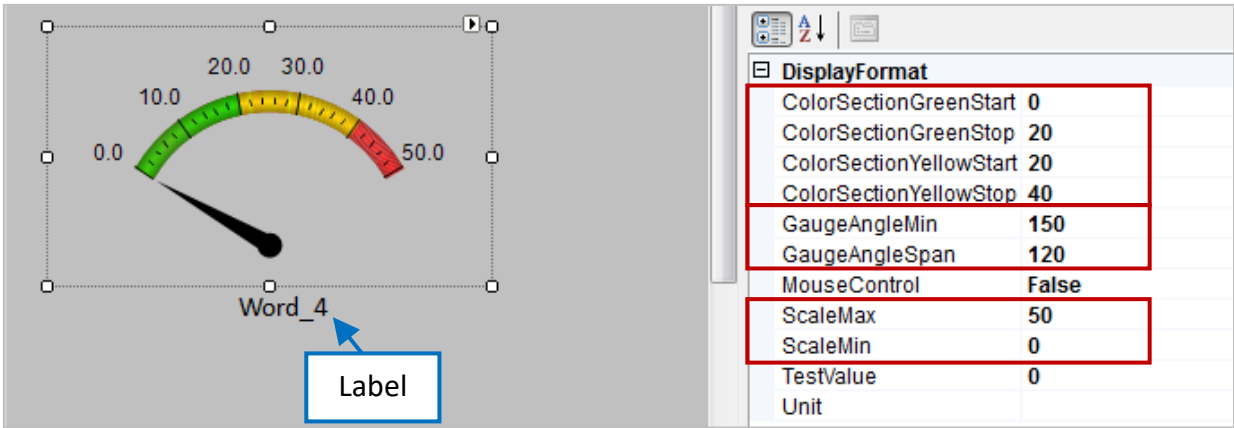 20.0 30.0
10.0 40.0
0.0 50.0
Word_4
Label
A
Z
DisplayFormat
ColorSectionGreenStart 0
ColorSectionGreenStop 20
ColorSectionYellowStart 20
ColorSectionYellowStop 40
GaugeAngleMin 150
GaugeAngleSpan 120
MouseControl False
ScaleMax 50
ScaleMin 0
TestValue 0
Unit